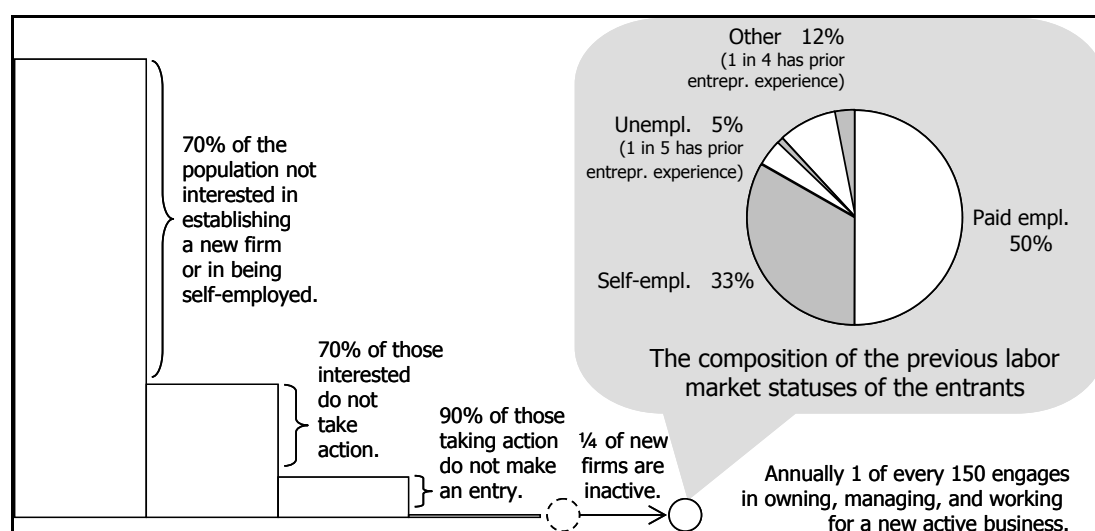 Other 12%
(1 in 4 has prior
entrepr. experience)
Unempl. 5%
(1 in 5 has prior
entrepr. experience)
Paid empl.
50%
Self-empl. 33%
The composition of the previous labor
market statuses of the entrants
70% of the
population not
interested in
establishing
a new firm
or in being
self-employed.
70% of those
interested
do not
take
action.
90% of those
taking action
do not make
an entry.
¼ of new
firms are
inactive.
Annually 1 of every 150 engages
in owning, managing, and working
for a new active business.